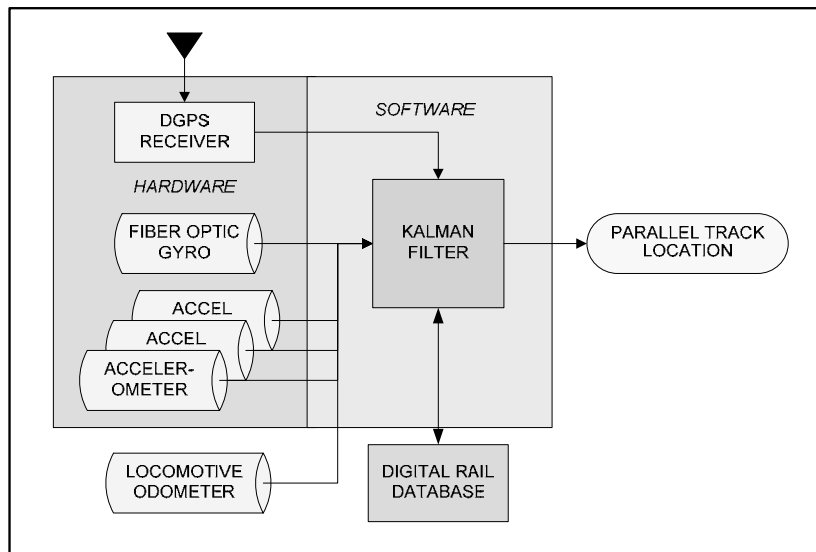 DGPS
RECEIVER
SOFTWARE
HARDWARE
FIBER OPTIC
GYRO
KALMAN
FILTER
PARALLEL TRACK
LOCATION
ACCEL
ACCEL
ACCELER-
OMETER
LOCOMOTIVE
ODOMETER
DIGITAL RAIL
DATABASE